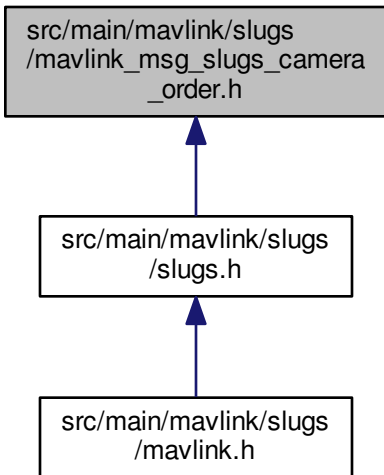 src/main/mavlink/slugs
/mavlink_msg_slugs_camera
_order.h
src/main/mavlink/slugs
/slugs.h
src/main/mavlink/slugs
/mavlink.h